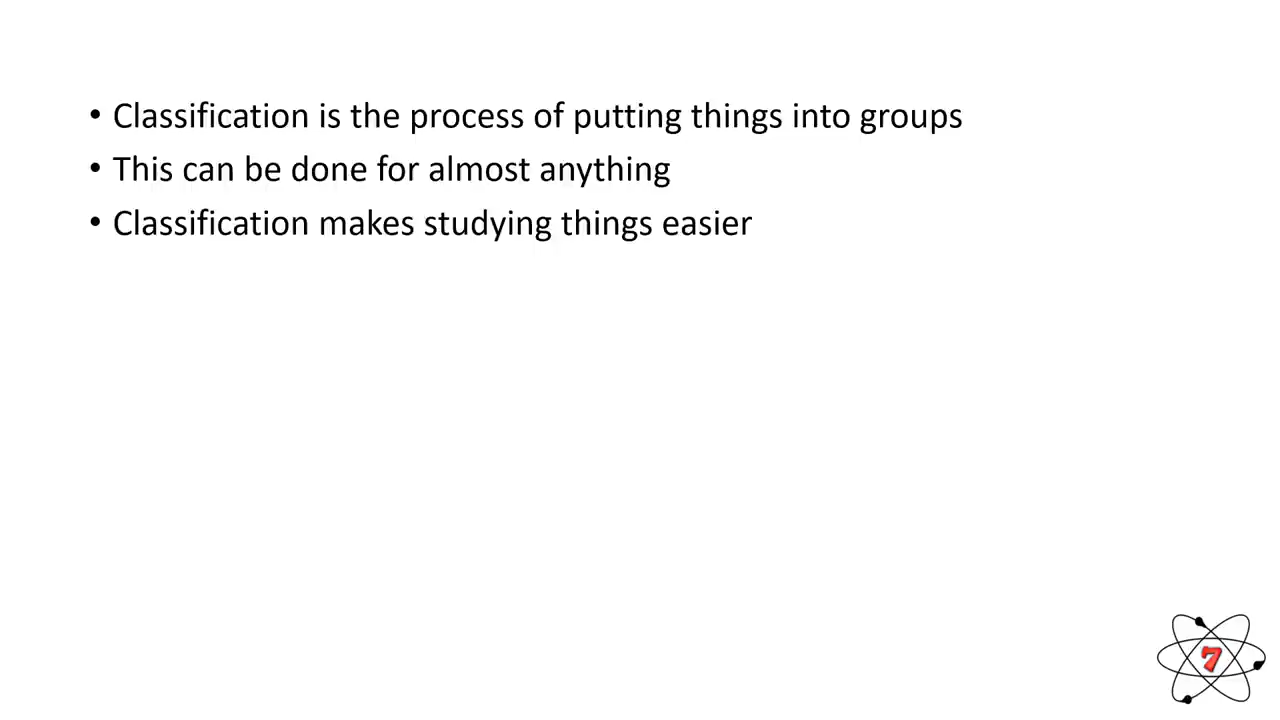 • Classification is the process of putting things into groups
• This can be done for almost anything
• Classification makes studying things easier
7